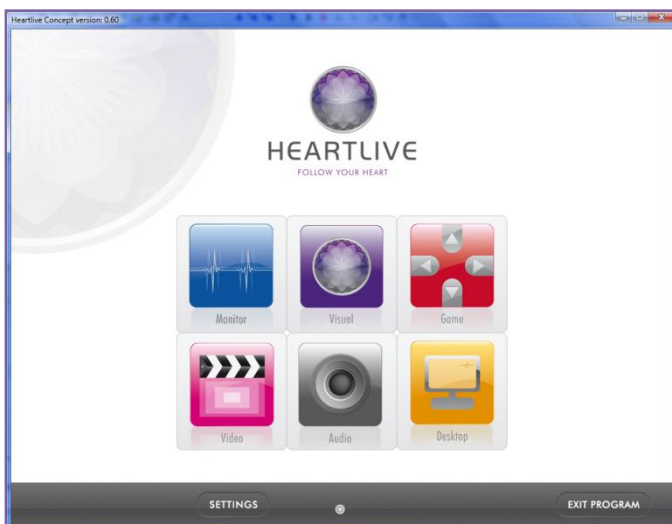 Heartlive Concept version: 0.60
HEARTLIVE
FOLLOW YOUR HEART
Monitor Visual Game
Video Audio Desktop
SETTINGS EXIT PROGRAM